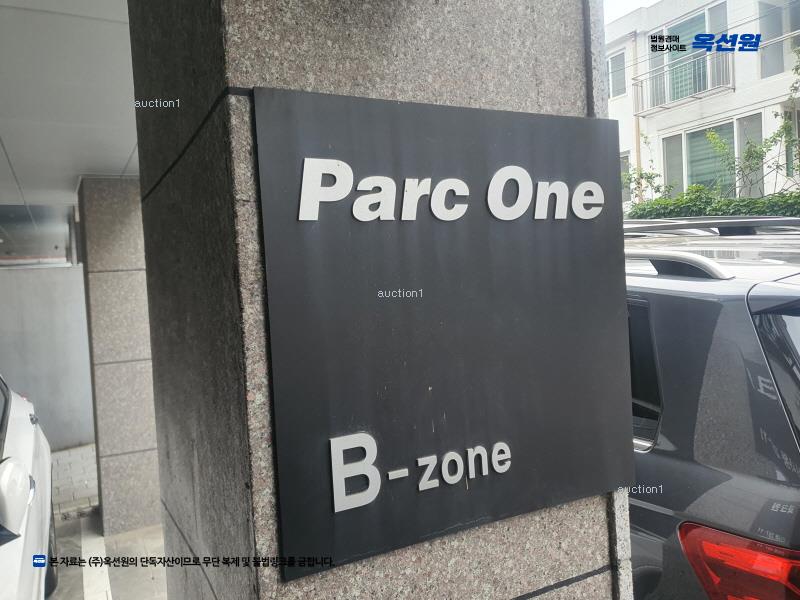 법원경매
정보사이트 옥션원
auction1
Parc One
auction1
B-zone
auction1
본 자료는 (주)옥션원의 단독자산이므로 무단 복제 및 불법링크를 금합니다.